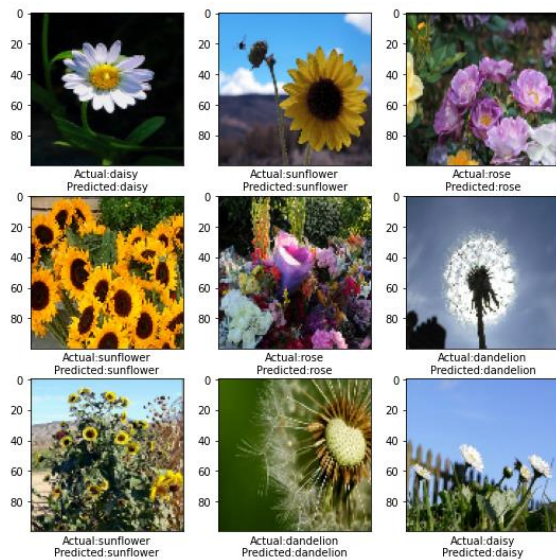 0
20
40
60
80
Actual:daisy
Predicted:daisy
0
20
40
60
80
Actual:sunflower
Predicted:sunflower
0
20
40
60
80
Actual:rose
Predicted:rose
0
20
40
60
80
Actual:sunflower
Predicted:sunflower
0
20
40
60
80
Actual:rose
Predicted:rose
0
20
40
60
80
Actual:dandelion
Predicted:dandelion
0
20
40
60
80
Actual:sunflower
Predicted:sunflower
0
20
40
60
80
Actual:dandelion
Predicted:dandelion
0
20
40
60
80
Actual:daisy
Predicted:daisy